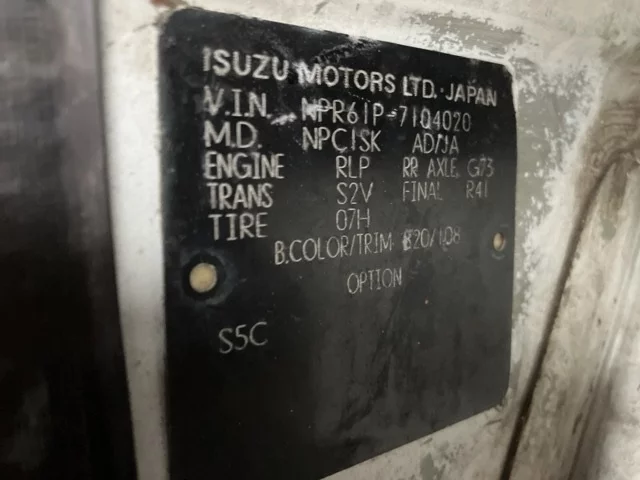 ISUZU MOTORS LTD. JAPAN
V.I.N. NPR61P-7104020
M.D. NPC1SK AD/JA
ENGINE RLP RR AXLE G73
TRANS S2V FINAL R41
TIRE 07H
B.COLOR/TRIM 820/108
OPTION
S5C